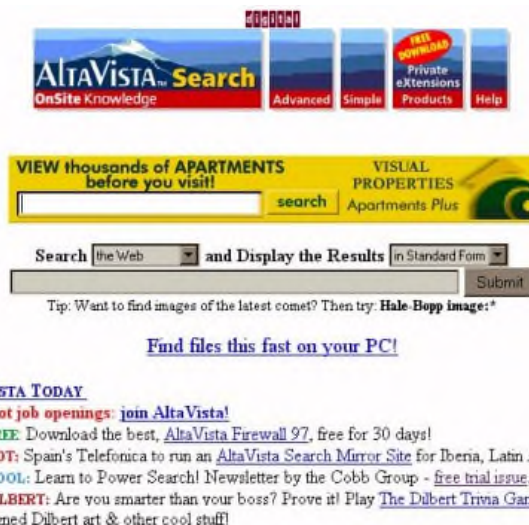 digital
ALTAVISTA™ Search
OnSite Knowledge
Advanced
Simple
FREE DOWNLOAD
Private eXtensions
Products
Help
VIEW thousands of APARTMENTS
before you visit!
search
VISUAL
PROPERTIES
Apartments Plus
Search the Web and Display the Results in Standard Form
Submit
Tip: Want to find images of the latest comet? Then try: Hale-Bopp image:*
Find files this fast on your PC!
STA TODAY
ot job openings: join AltaVista!
EE: Download the best, AltaVista Firewall 97, free for 30 days!
OT: Spain's Telefonica to run an AltaVista Search Mirror Site for Iberia, Latin
OOL: Learn to Power Search! Newsletter by the Cobb Group - free trial issue
LBERT: Are you smarter than your boss? Prove it! Play The Dilbert Trivia Gar
ned Dilbert art & other cool stuff!